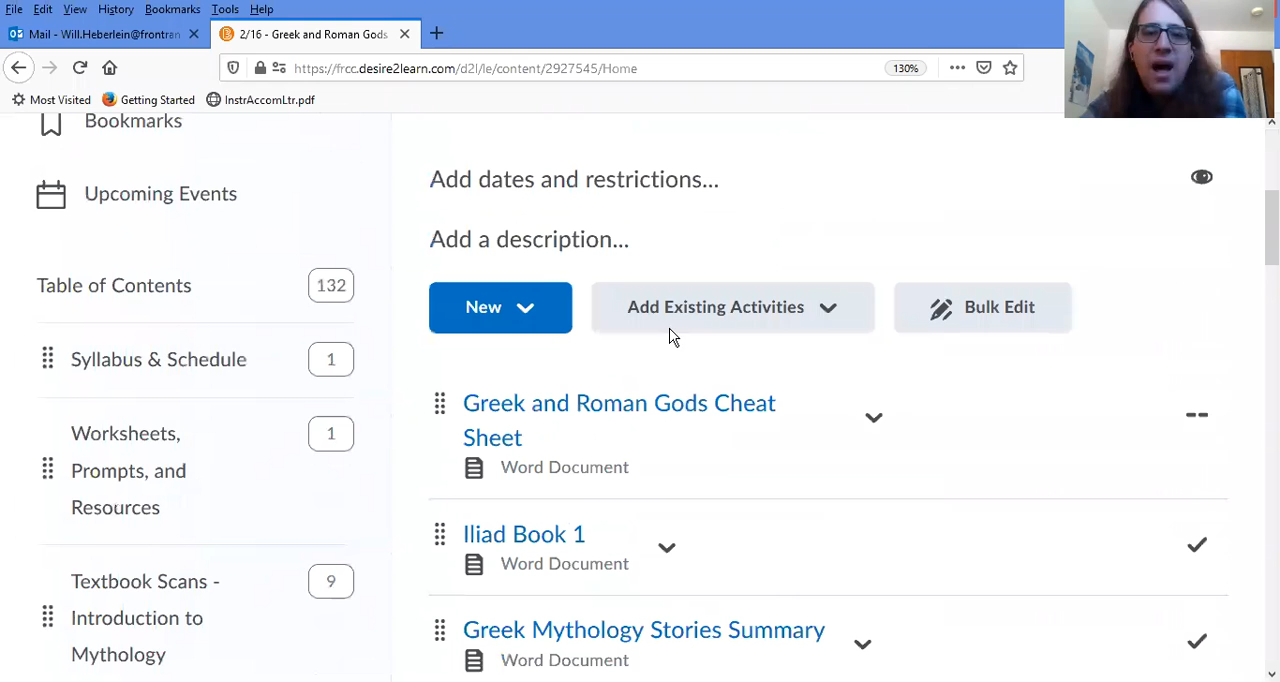 File Edit View History Bookmarks Tools Help
Mail - Will.Heberlein@frontran
2/16 - Greek and Roman Gods
https://frcc.desire2learn.com/d2l/le/content/2927545/Home
130%
Most Visited Getting Started InstrAccomLtr.pdf
Bookmarks
Upcoming Events
Table of Contents 132
Syllabus & Schedule 1
Worksheets, 1
Prompts, and
Resources
Textbook Scans - 9
Introduction to
Mythology
Add dates and restrictions...
Add a description...
New
Add Existing Activities
Bulk Edit
Greek and Roman Gods Cheat
Sheet
Word Document
Iliad Book 1
Word Document
Greek Mythology Stories Summary
Word Document